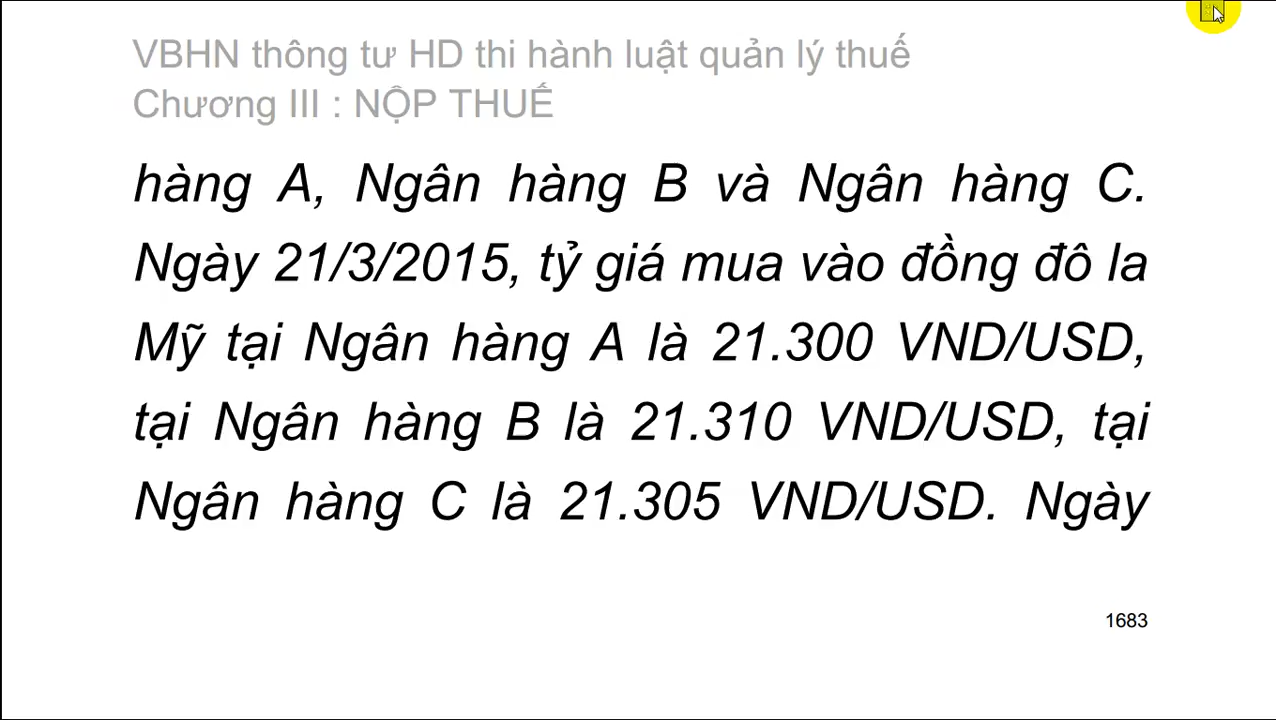 VBHN thông tư HD thi hành luật quản lý thuế
Chương III : NỘP THUẾ
hàng A, Ngân hàng B và Ngân hàng C.
Ngày 21/3/2015, tỷ giá mua vào đồng đô la
Mỹ tại Ngân hàng A là 21.300 VND/USD,
tại Ngân hàng B là 21.310 VND/USD, tại
Ngân hàng C là 21.305 VND/USD. Ngày
1683